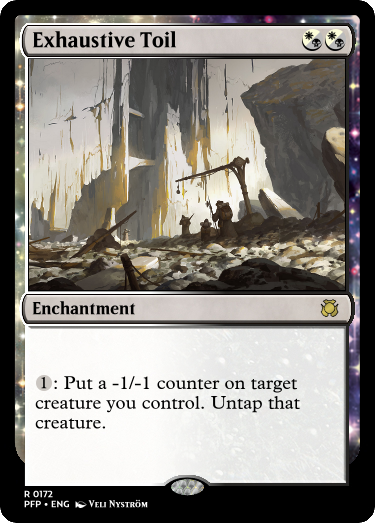 Exhaustive Toil
Enchantment
1: Put a -1/-1 counter on target
creature you control. Untap that
creature.
R 0172
PFP • ENG Veli Nyström